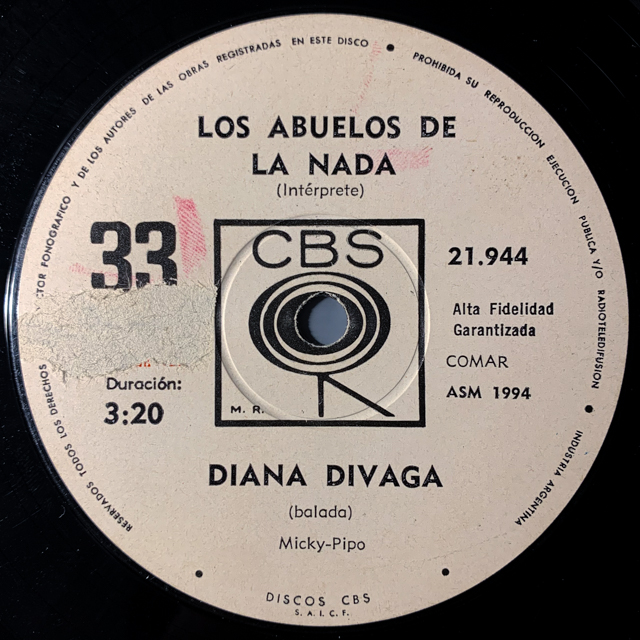 RESERVADOS TODOS LOS DERECHOS
TOR FONOGRAFICO Y DE LOS AUTORES DE LAS OBRAS REGISTRADAS EN ESTE DISCO
PROHIBIDA SU REPRODUCCION EJECUCION PUBLICA Y/O RADIOTELEDIFUSION
INDUSTRIA ARGENTINA
LOS ABUELOS DE
LA NADA
(Intérprete)
33
CBS
21.944
Alta Fidelidad
Garantizada
COMAR
ASM 1994
Duración:
3:20
M. R.
DIANA DIVAGA
(balada)
Micky-Pipo
DISCOS CBS
S. A. I. C. F.